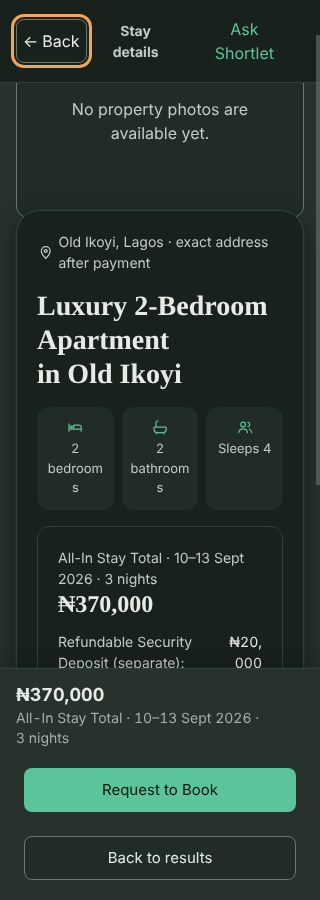 ← Back
Stay
details
Ask
Shortlet
No property photos are
available yet.
Old Ikoyi, Lagos · exact address
after payment
Luxury 2-Bedroom
Apartment
in Old Ikoyi
2
bedroom
s
2
bathroom
s
Sleeps 4
All-In Stay Total · 10–13 Sept
2026 · 3 nights
₦370,000
Refundable Security
Deposit (separate):
₦20,
000
₦370,000
All-In Stay Total · 10–13 Sept 2026 ·
3 nights
Request to Book
Back to results